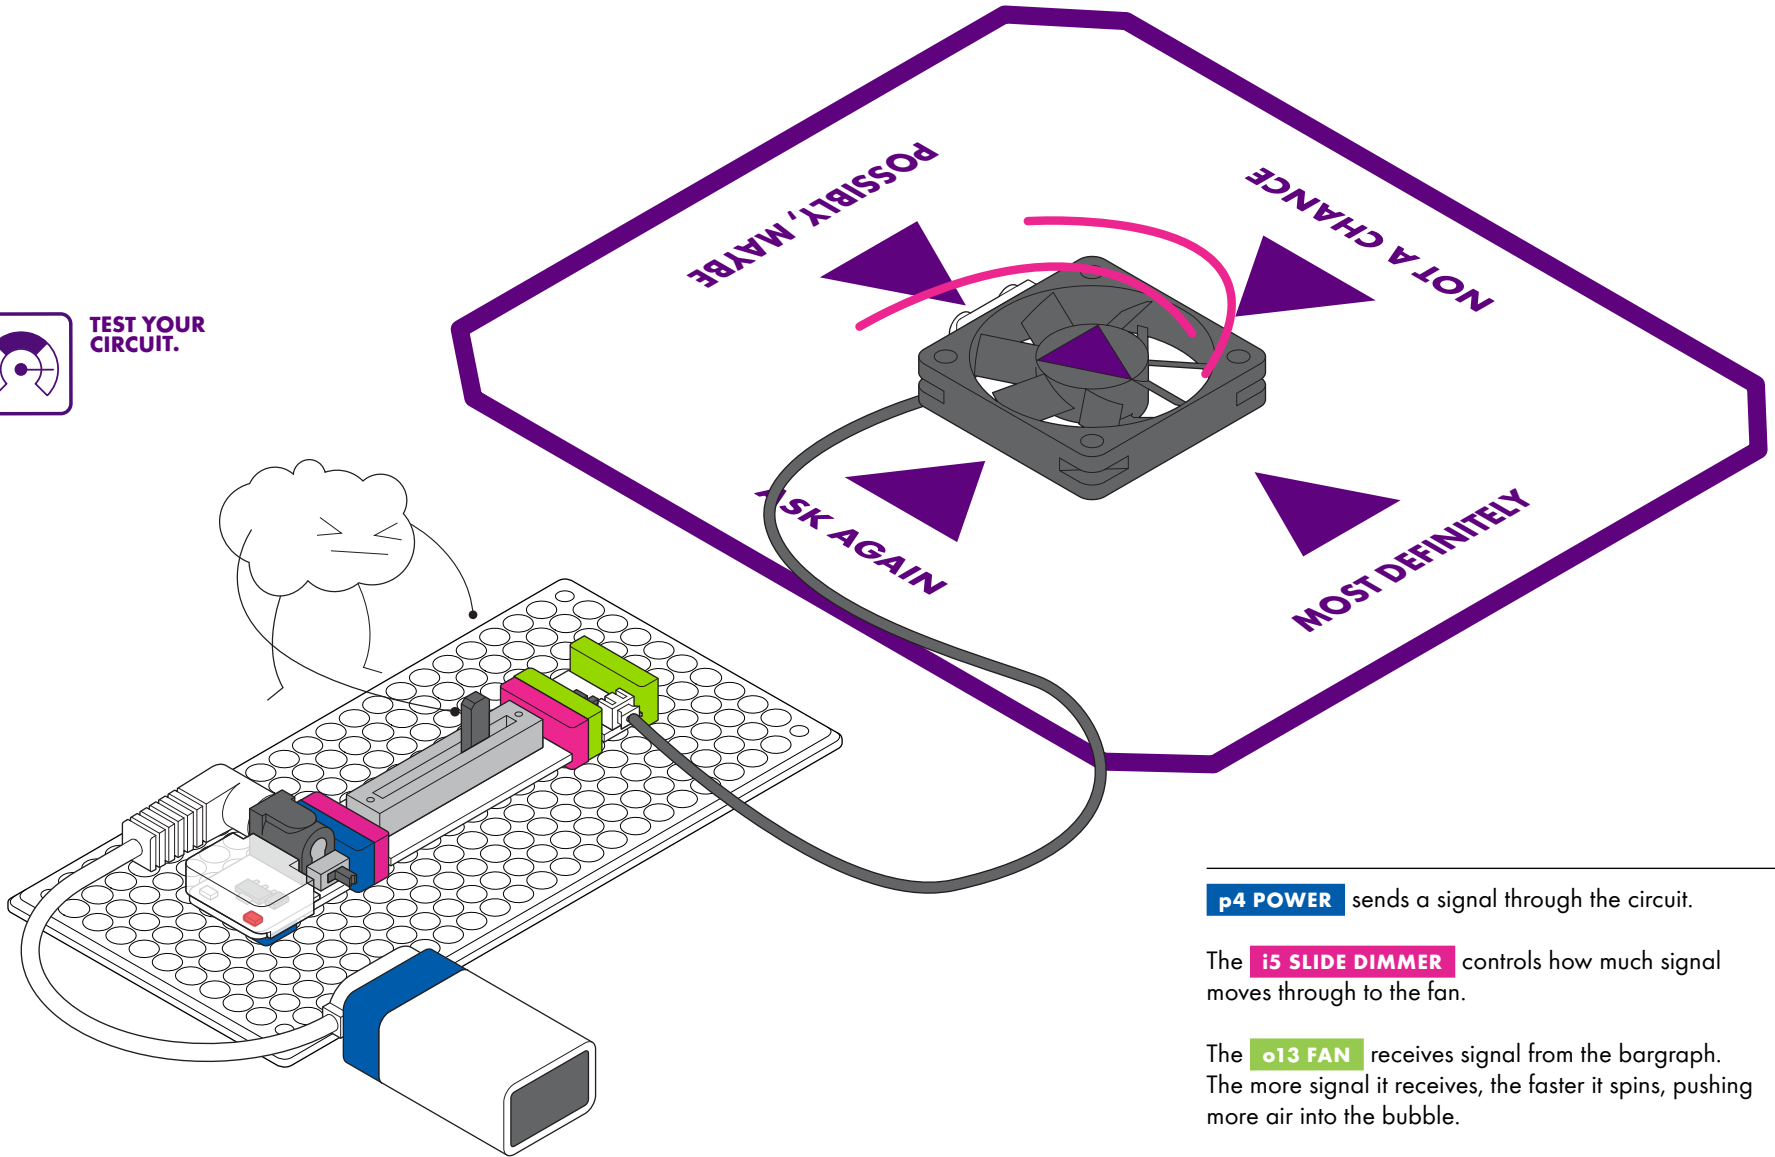 TEST YOUR
CIRCUIT.
POSSIBLY, MAYBE
NOT A CHANCE
ASK AGAIN
MOST DEFINITELY
p4 POWER sends a signal through the circuit.
The i5 SLIDE DIMMER controls how much signal
moves through to the fan.
The o13 FAN receives signal from the bargraph.
The more signal it receives, the faster it spins, pushing
more air into the bubble.